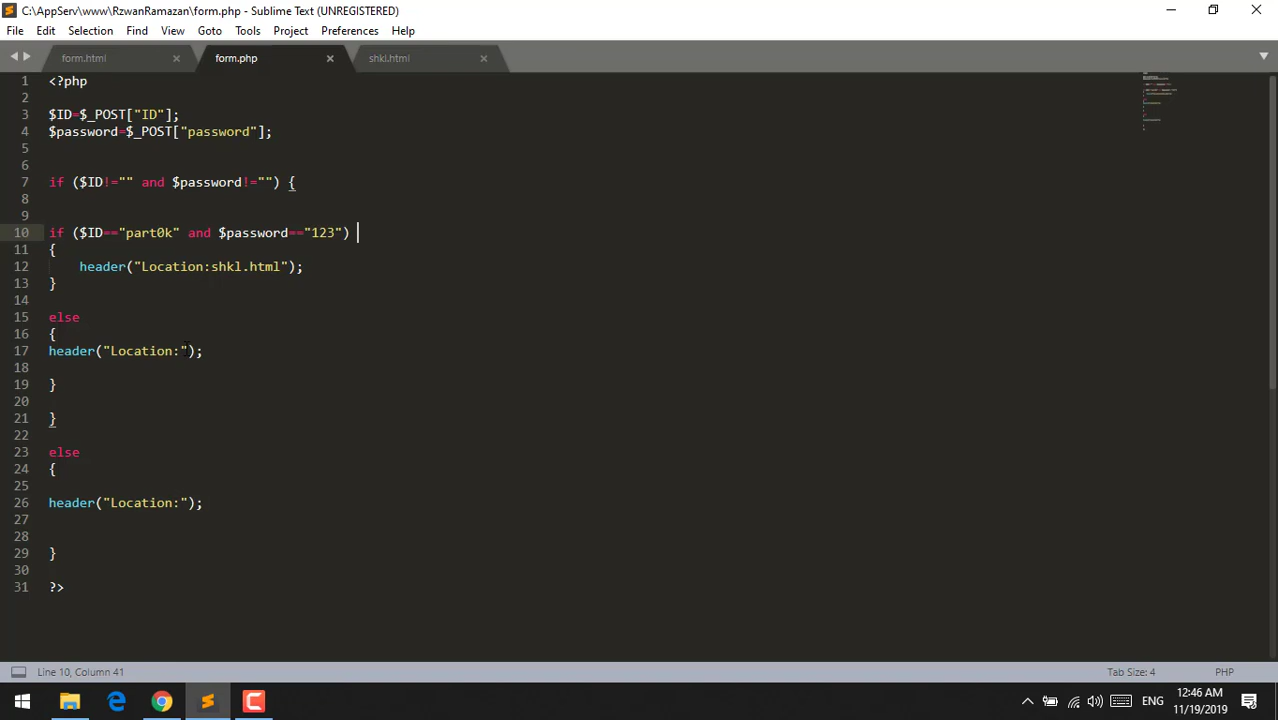 C:\AppServ\www\RzwanRamazan\form.php - Sublime Text (UNREGISTERED)
File Edit Selection Find View Goto Tools Project Preferences Help
form.html form.php shkl.html
1 <?php
2
3 $ID=$_POST["ID"];
4 $password=$_POST["password"];
5
6
7 if ($ID!="" and $password!="") {
8
9
10 if ($ID=="part0k" and $password=="123")
11 {
12 header("Location:shkl.html");
13 }
14
15 else
16 {
17 header("Location:");
18
19 }
20
21 }
22
23 else
24 {
25
26 header("Location:");
27
28
29 }
30
31 ?>
Line 10, Column 41 Tab Size: 4 PHP
ENG 12:46 AM
11/19/2019